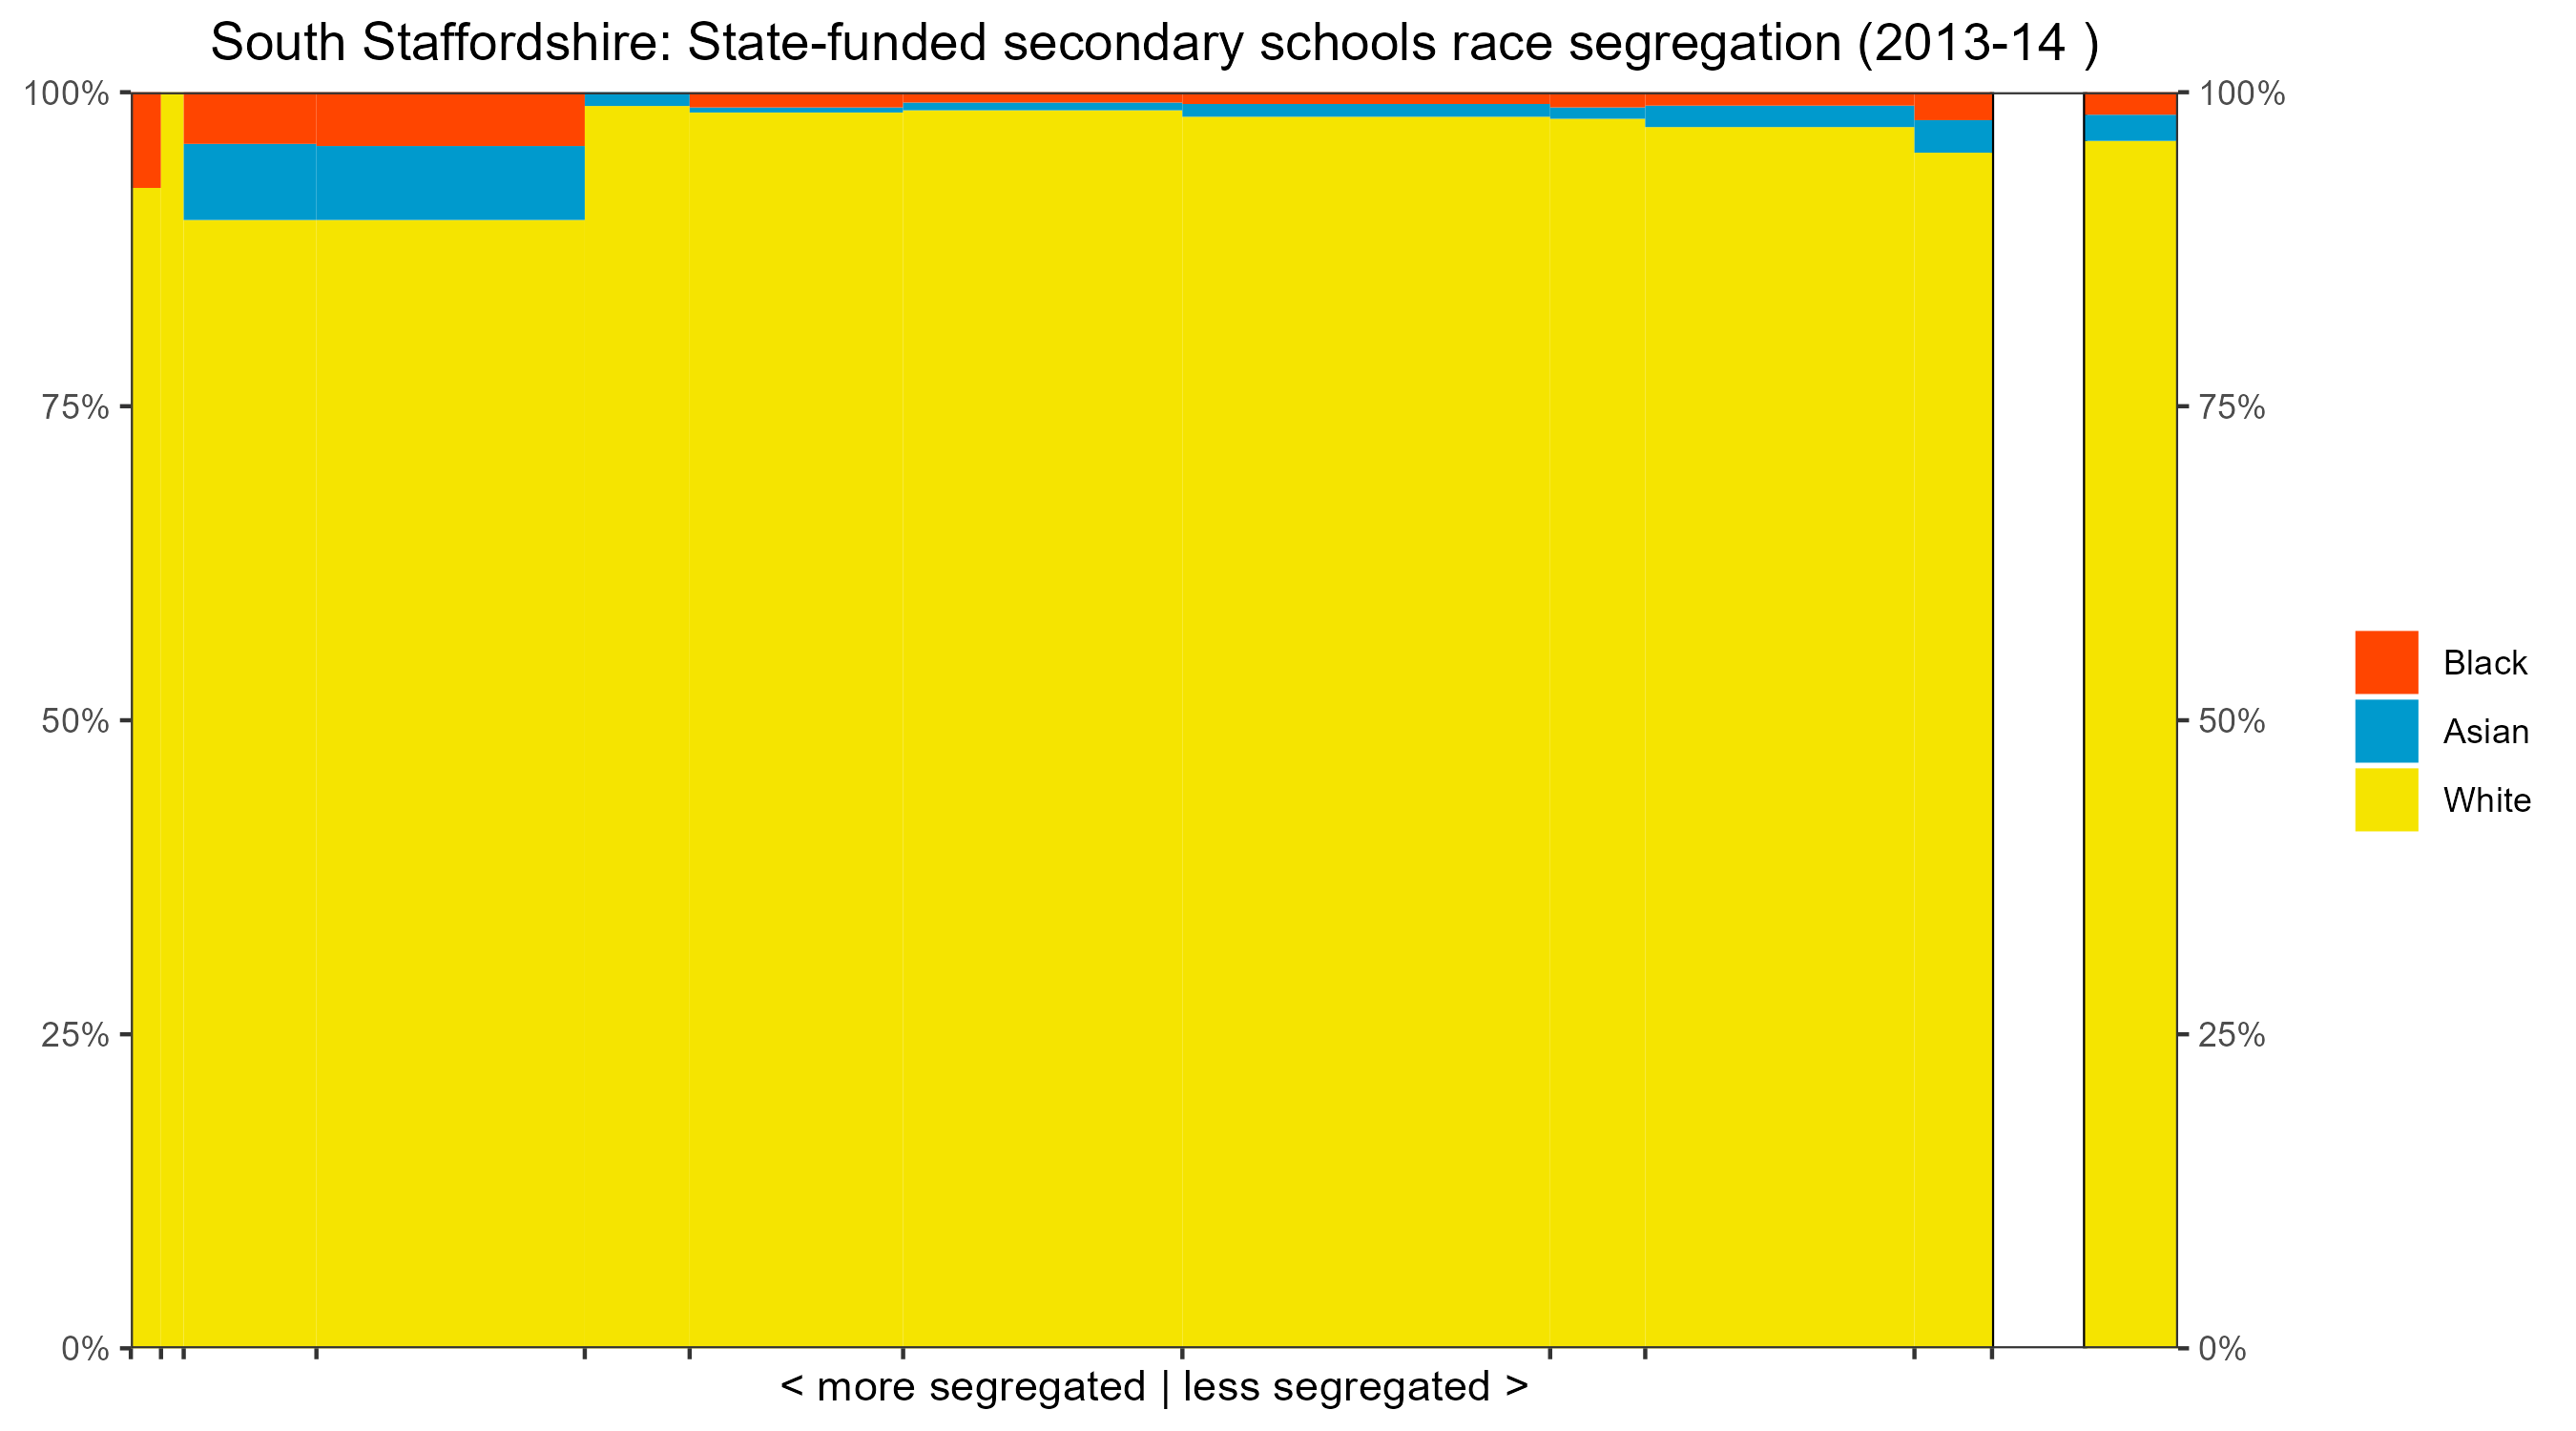 South Staffordshire: State-funded secondary schools race segregation (2013-14 )
100%
100%
75%
75%
50%
50%
25%
25%
0%
0%
Black
Asian
White
< more segregated | less segregated >